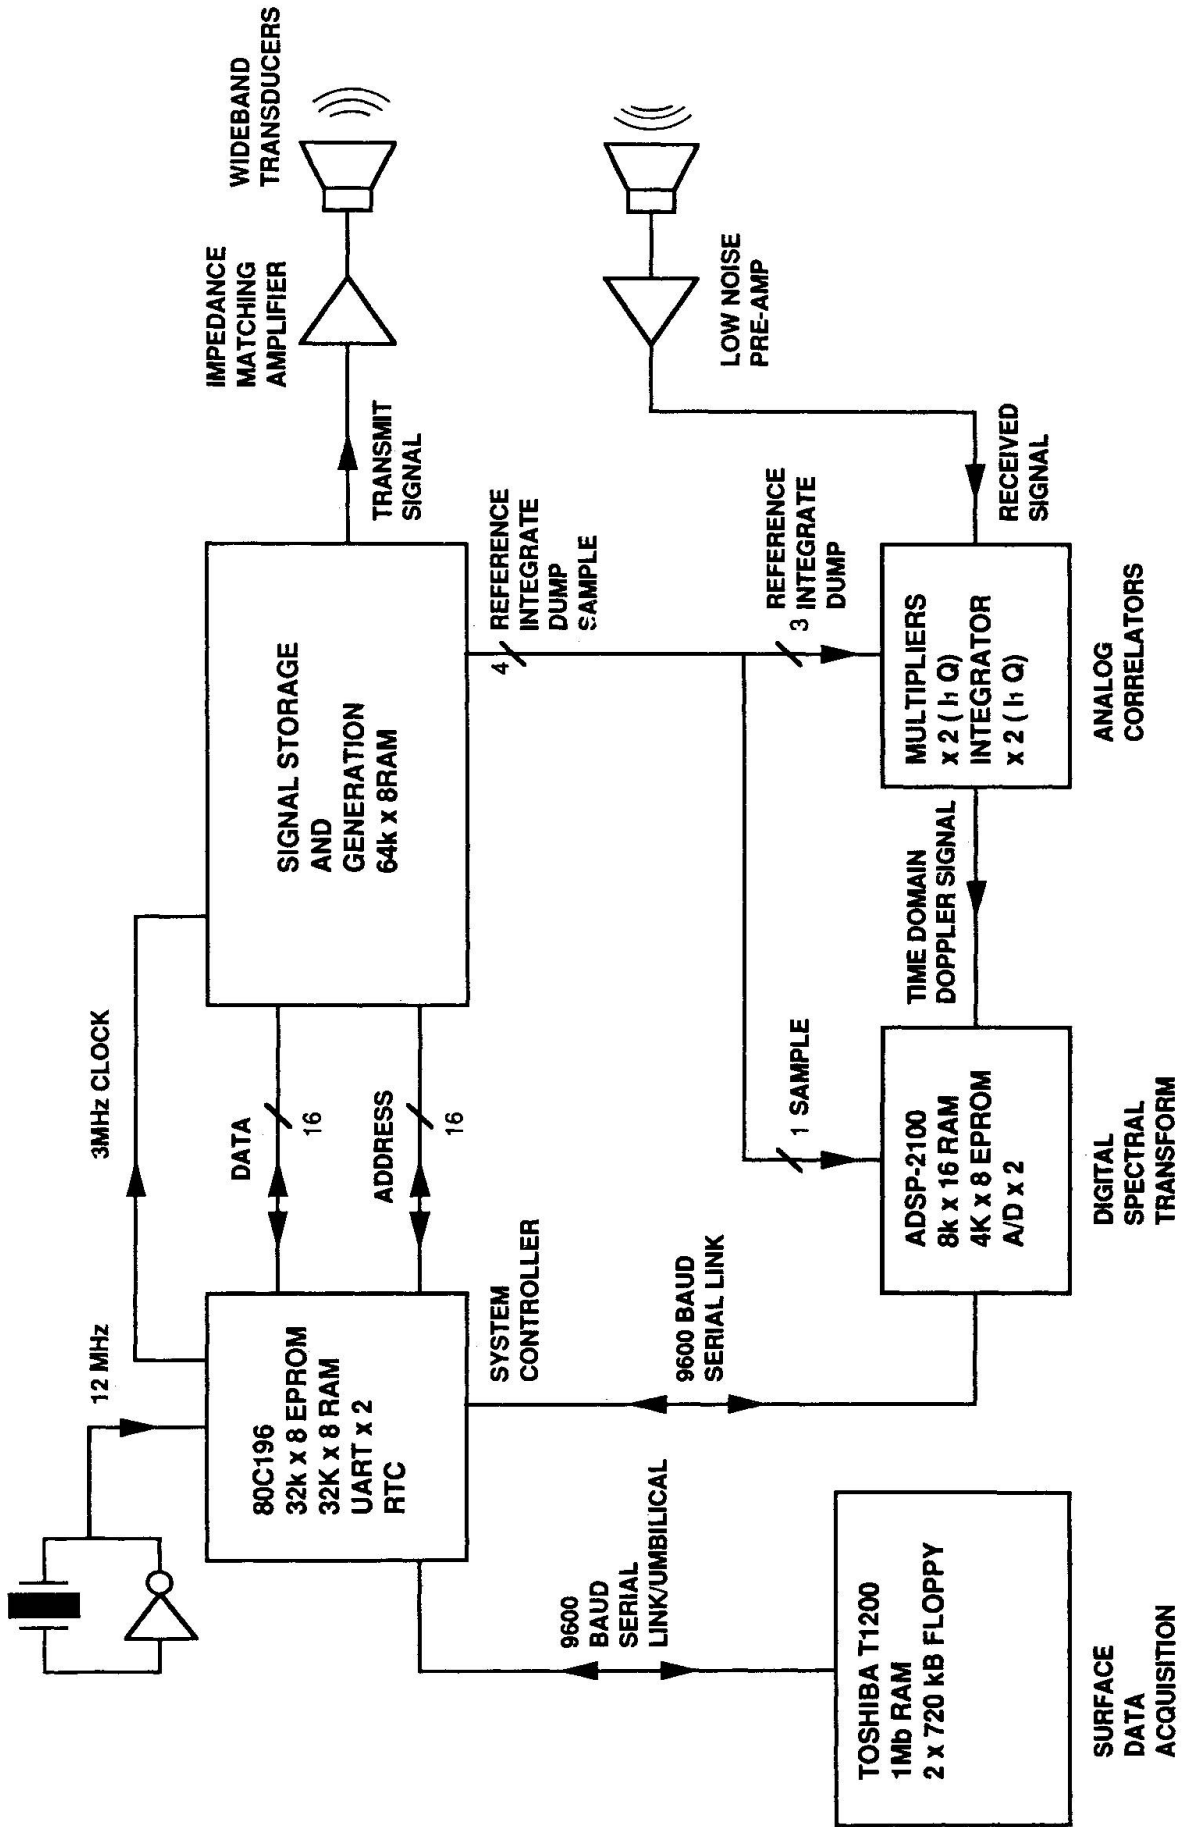 12 MHz
3MHz CLOCK
80C196
32k x 8 EPROM
32K x 8 RAM
UART x 2
RTC
SYSTEM
CONTROLLER
DATA
16
ADDRESS
16
SIGNAL STORAGE
AND
GENERATION
64k x 8RAM
TRANSMIT
SIGNAL
IMPEDANCE
MATCHING
AMPLIFIER
WIDEBAND
TRANSDUCERS
4
REFERENCE
INTEGRATE
DUMP
SAMPLE
LOW NOISE
PRE-AMP
9600
BAUD
SERIAL
LINK/UMBILICAL
9600 BAUD
SERIAL LINK
1 SAMPLE
3
REFERENCE
INTEGRATE
DUMP
RECEIVED
SIGNAL
TOSHIBA T1200
1Mb RAM
2 x 720 kB FLOPPY
SURFACE
DATA
ACQUISITION
ADSP-2100
8k x 16 RAM
4K x 8 EPROM
A/D x 2
DIGITAL
SPECTRAL
TRANSFORM
TIME DOMAIN
DOPPLER SIGNAL
MULTIPLIERS
x 2 ( I, Q)
INTEGRATOR
x 2 ( I, Q)
ANALOG
CORRELATORS